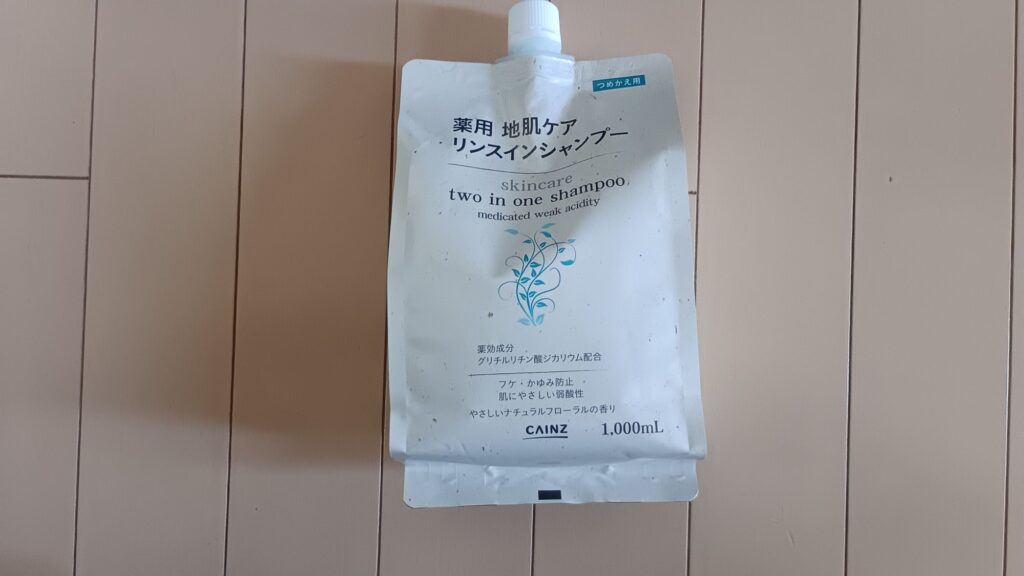 つめかえ用
薬用 地肌ケア
リンスインシャンプー
skincare
two in one shampoo
medicated weak acidity
薬効成分
グリチルリチン酸ジカリウム配合
フケ・かゆみ防止
肌にやさしい弱酸性
やさしいナチュラルフローラルの香り
CAINZ 1,000mL